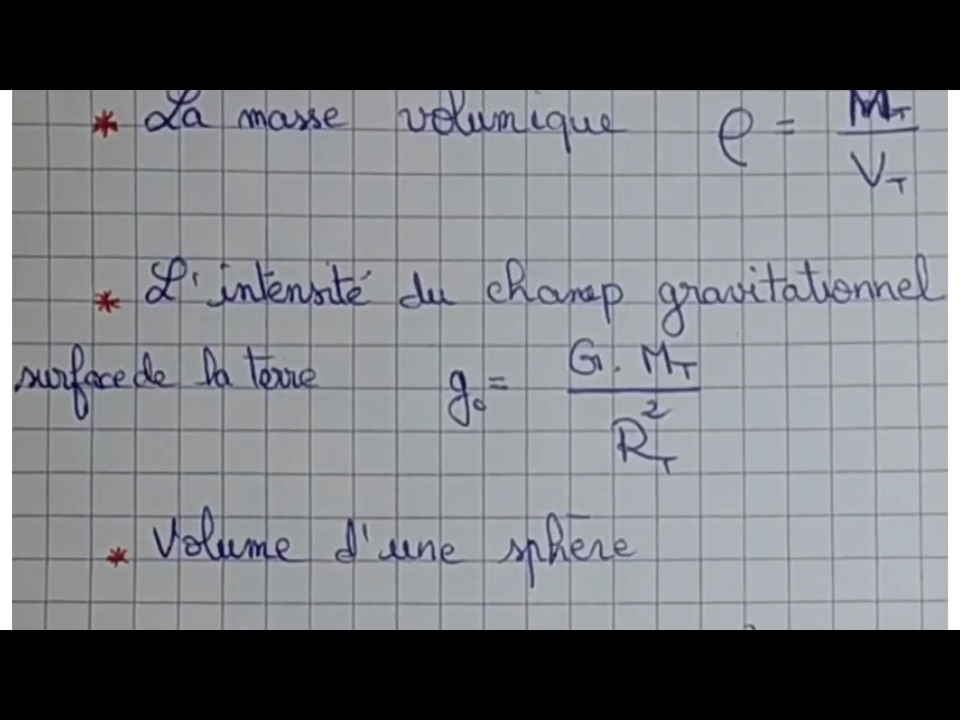 * La masse volumique ρ = M_T / V_T
* L'intensité du champ gravitationnel
surface de la terre g₀ = G . M_T / R_T²
* Volume d'une sphère